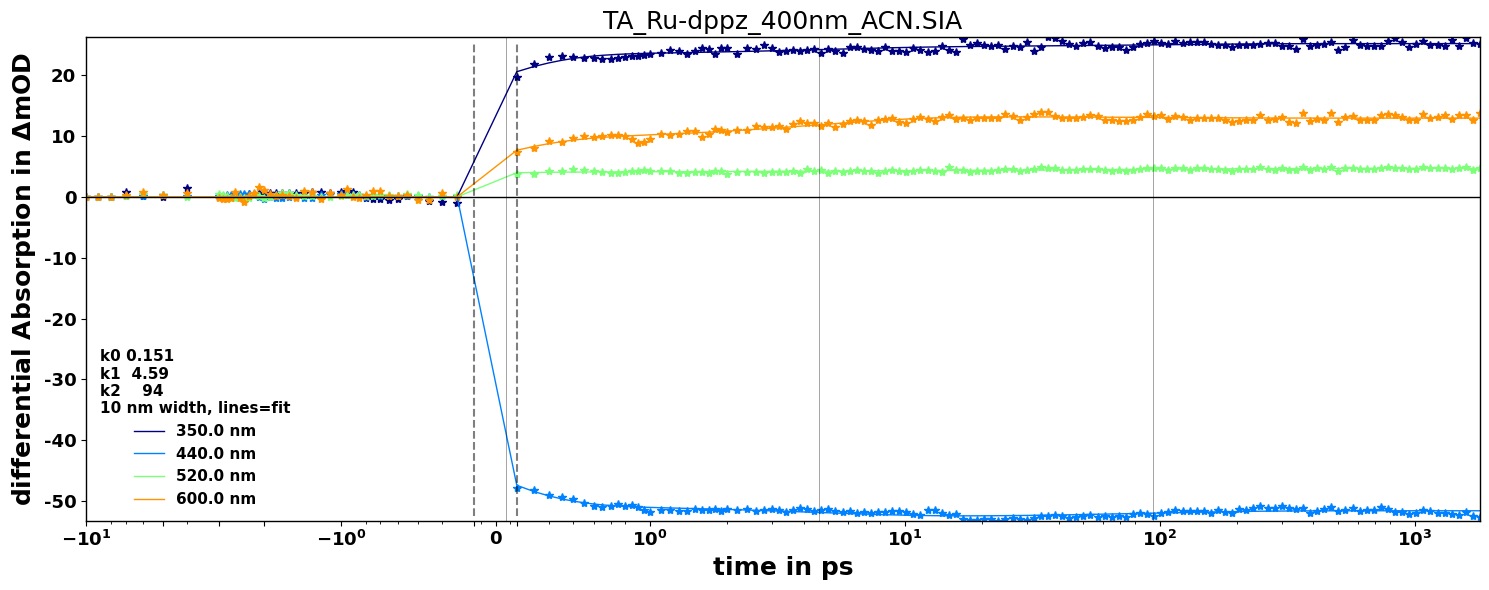 TA_Ru-dppz_400nm_ACN.SIA
differential Absorption in ΔmOD
20
10
0
-10
-20
-30
-40
-50
k0 0.151
k1  4.59
k2    94
10 nm width, lines=fit
350.0 nm
440.0 nm
520.0 nm
600.0 nm
−10¹ −10⁰ 0 10⁰ 10¹ 10² 10³
time in ps